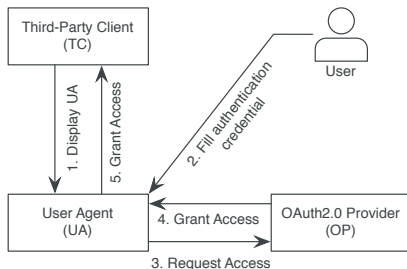 Third-Party Client
(TC)
User
1. Display UA
5. Grant Access
2. Fill authentication
credential
User Agent
(UA)
4. Grant Access
OAuth2.0 Provider
(OP)
3. Request Access